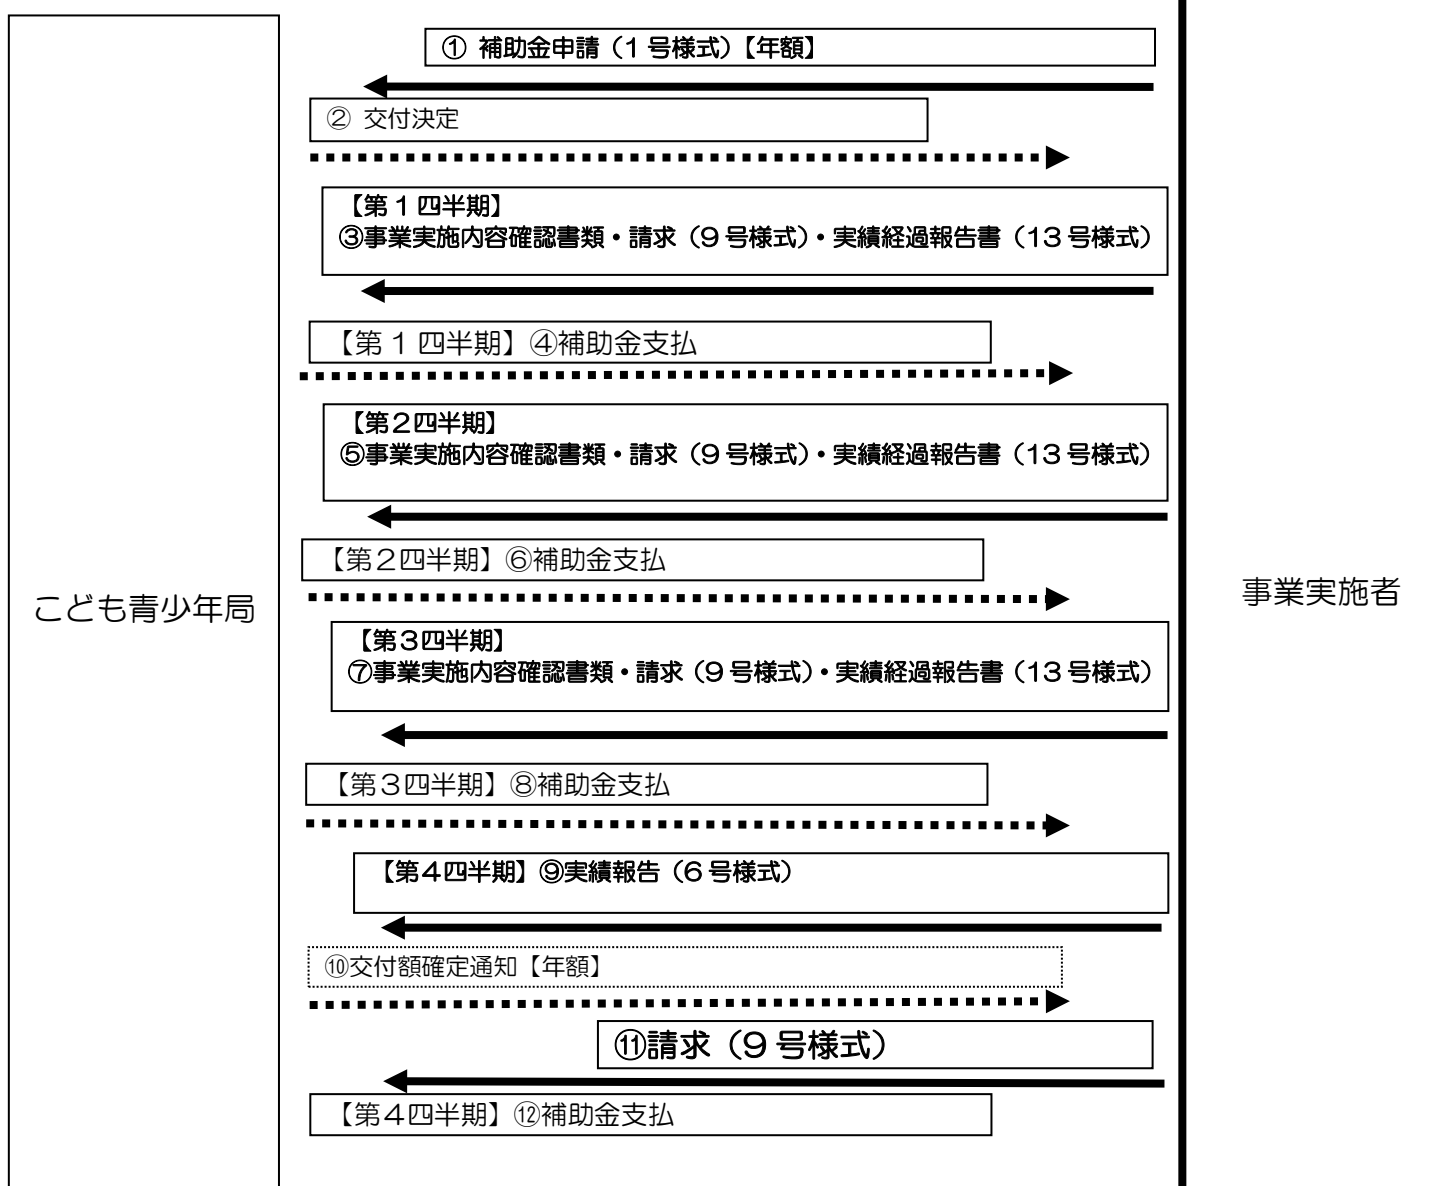 ① 補助金申請（1号様式）【年額】
② 交付決定
【第1四半期】
③事業実施内容確認書類・請求（9号様式）・実績経過報告書（13号様式）
【第1四半期】④補助金支払
【第2四半期】
⑤事業実施内容確認書類・請求（9号様式）・実績経過報告書（13号様式）
【第2四半期】⑥補助金支払
こども青少年局
事業実施者
【第3四半期】
⑦事業実施内容確認書類・請求（9号様式）・実績経過報告書（13号様式）
【第3四半期】⑧補助金支払
【第4四半期】⑨実績報告（6号様式）
⑩交付額確定通知【年額】
⑪請求（9号様式）
【第4四半期】⑫補助金支払